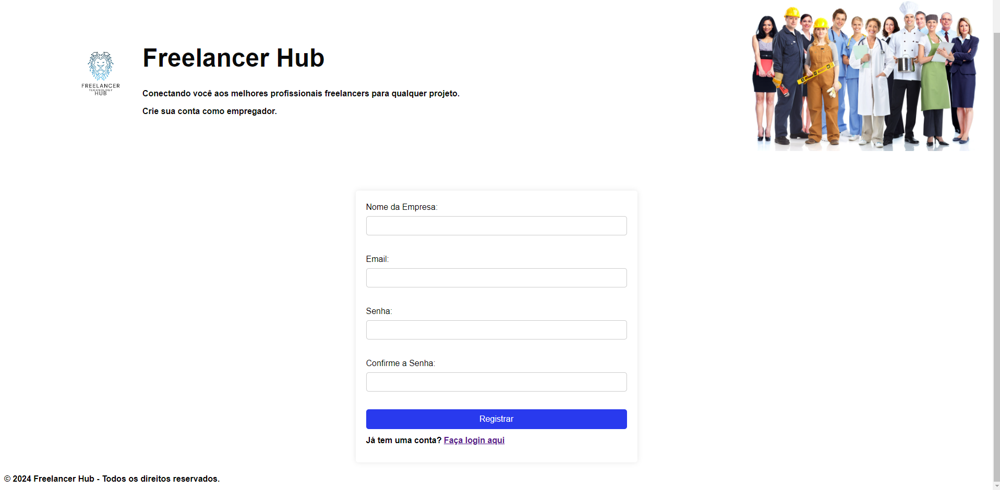 FREELANCER
TECHNOLOGY
HUB
Freelancer Hub
Conectando você aos melhores profissionais freelancers para qualquer projeto.
Crie sua conta como empregador.
Nome da Empresa:
Email:
Senha:
Confirme a Senha:
Registrar
Já tem uma conta? Faça login aqui
© 2024 Freelancer Hub - Todos os direitos reservados.